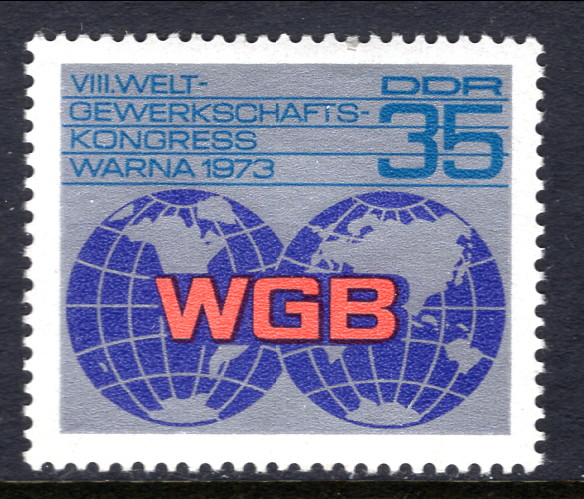 VIII. WELT-
GEWERKSCHAFTS-
KONGRESS
WARNA 1973
DDR
35
WGB